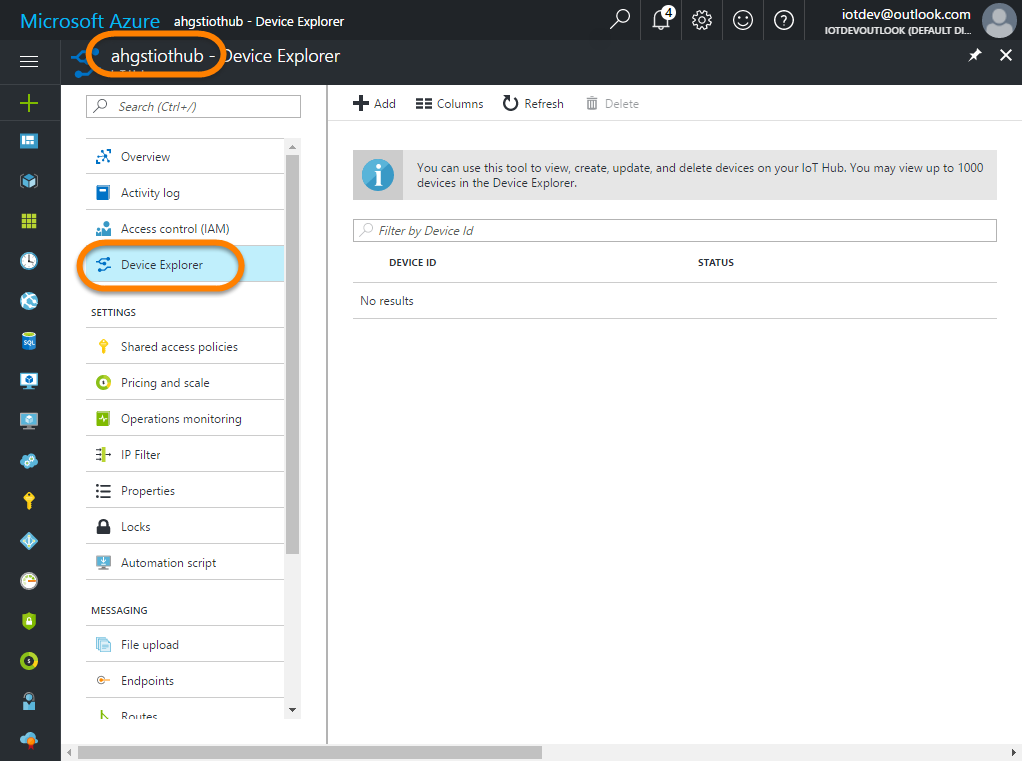 Microsoft Azure ahgstiothub - Device Explorer
4
iotdev@outlook.com
IOTDEVOUTLOOK (DEFAULT DI...
ahgstiothub - Device Explorer
Search (Ctrl+/)
Overview
Activity log
Access control (IAM)
Device Explorer
SETTINGS
Shared access policies
Pricing and scale
Operations monitoring
IP Filter
Properties
Locks
Automation script
MESSAGING
File upload
Endpoints
Routes
Add Columns Refresh Delete
You can use this tool to view, create, update, and delete devices on your IoT Hub. You may view up to 1000
devices in the Device Explorer.
Filter by Device Id
DEVICE ID STATUS
No results
SQL